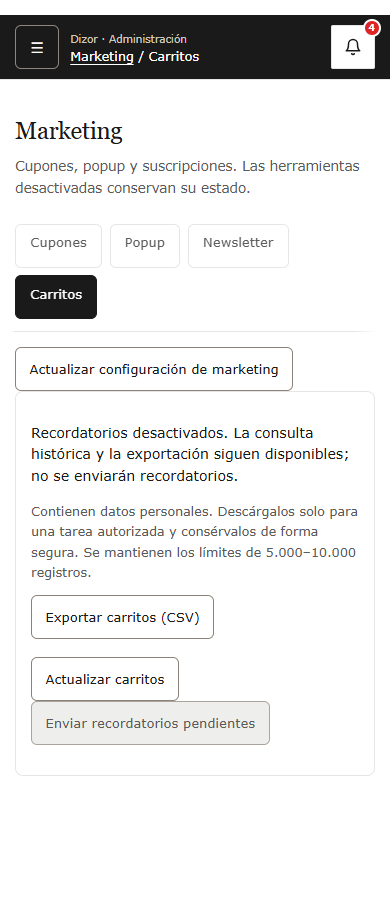 Dizor · Administración
Marketing / Carritos
4
Marketing
Cupones, popup y suscripciones. Las herramientas
desactivadas conservan su estado.
Cupones
Popup
Newsletter
Carritos
Actualizar configuración de marketing
Recordatorios desactivados. La consulta
histórica y la exportación siguen disponibles;
no se enviarán recordatorios.
Contienen datos personales. Descárgalos solo para
una tarea autorizada y consérvalos de forma
segura. Se mantienen los límites de 5.000–10.000
registros.
Exportar carritos (CSV)
Actualizar carritos
Enviar recordatorios pendientes